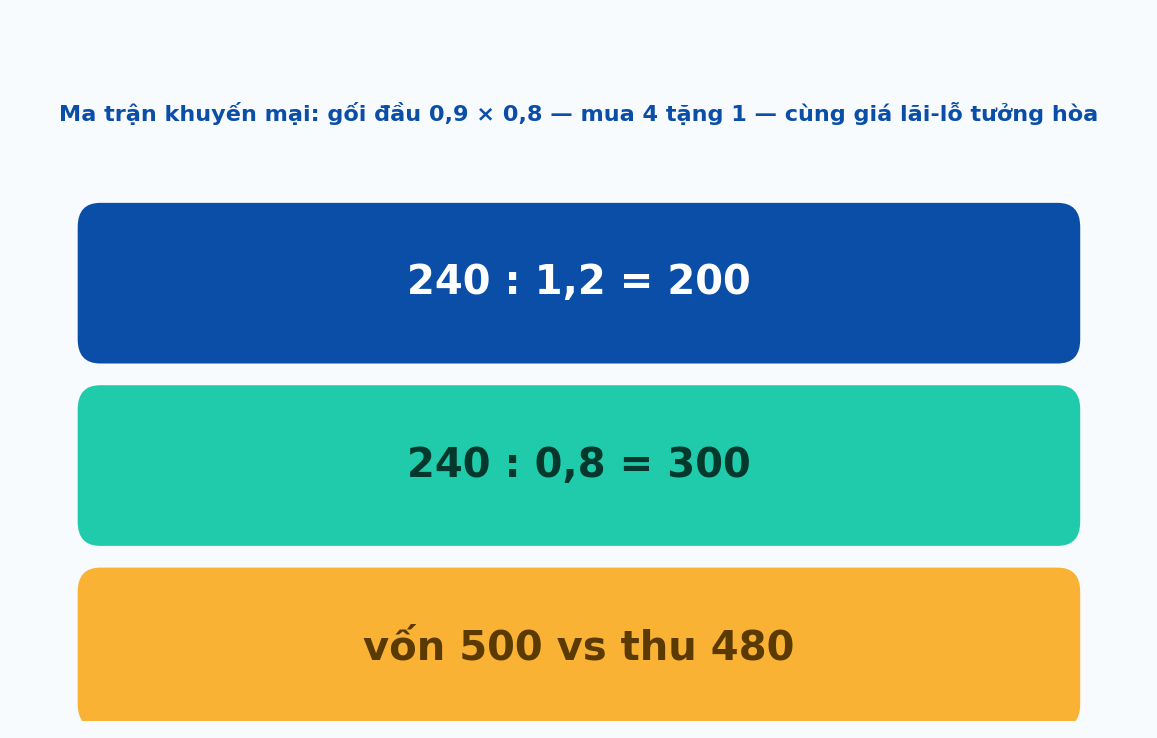 Ma trận khuyến mại: gối đầu 0,9 × 0,8 — mua 4 tặng 1 — cùng giá lãi-lỗ tưởng hòa
240 : 1,2 = 200
240 : 0,8 = 300
vốn 500 vs thu 480